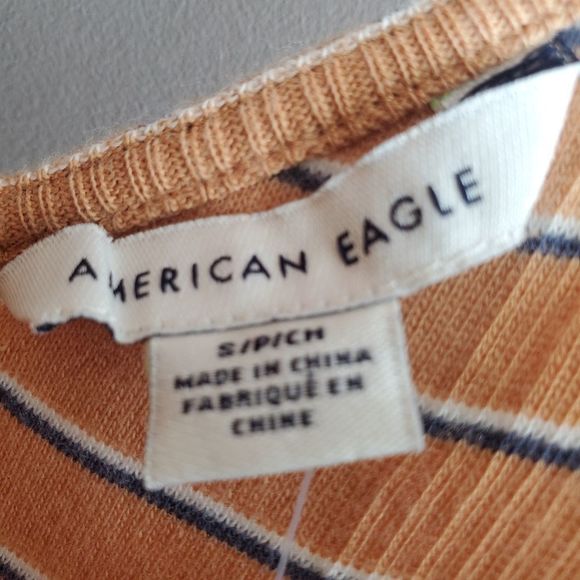 AMERICAN EAGLE
S/P/CH
MADE IN CHINA
FABRIQUÉ EN
CHINE